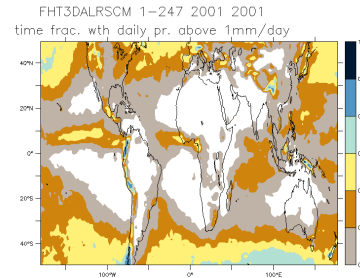 FHT3DALRSCM 1-247 2001 2001
time frac. wth daily pr. above 1mm/day
40°N
20°N
0°
20°S
40°S
100°W
0°
100°E